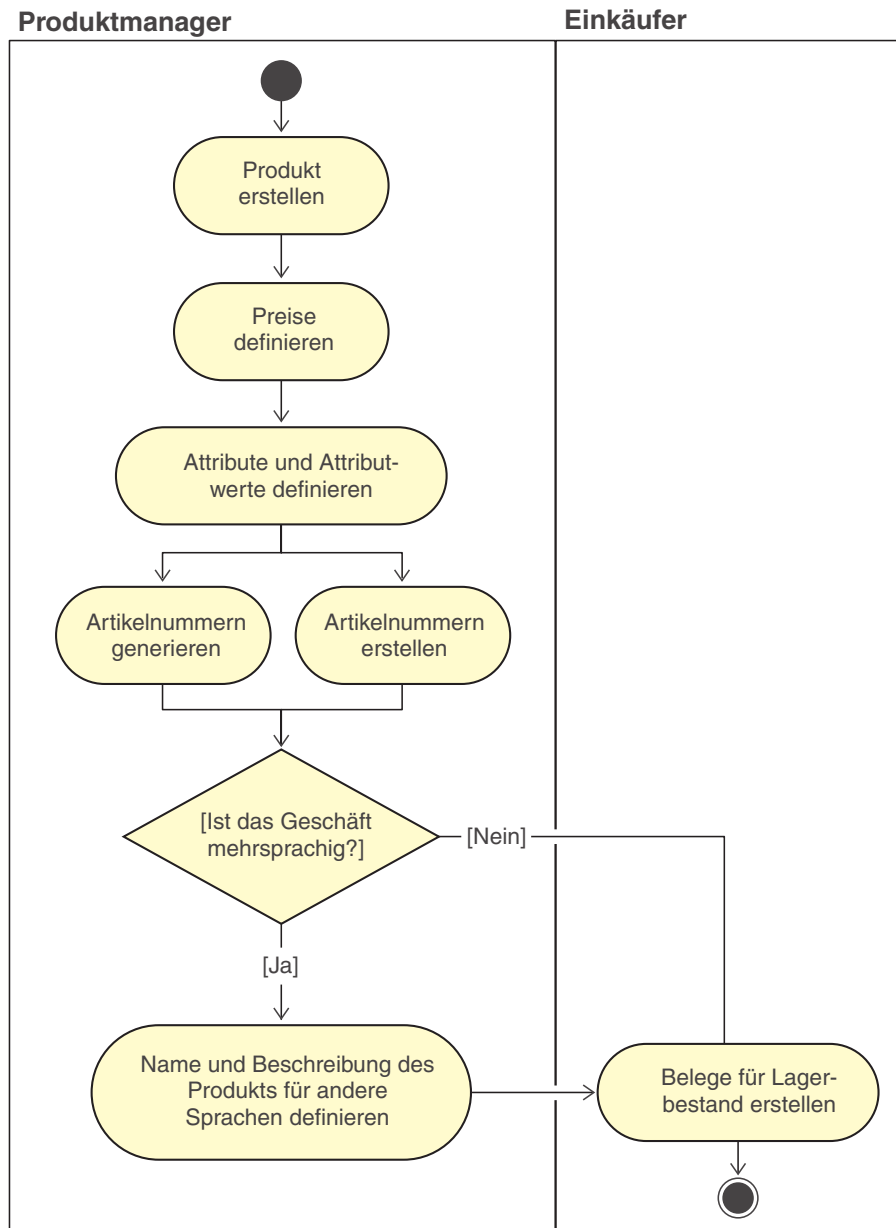 Produktmanager
Einkäufer
Produkt
erstellen
Preise
definieren
Attribute und Attribut-
werte definieren
Artikelnummern
generieren
Artikelnummern
erstellen
[Ist das Geschäft
mehrsprachig?]
[Nein]
[Ja]
Name und Beschreibung des
Produkts für andere
Sprachen definieren
Belege für Lager-
bestand erstellen